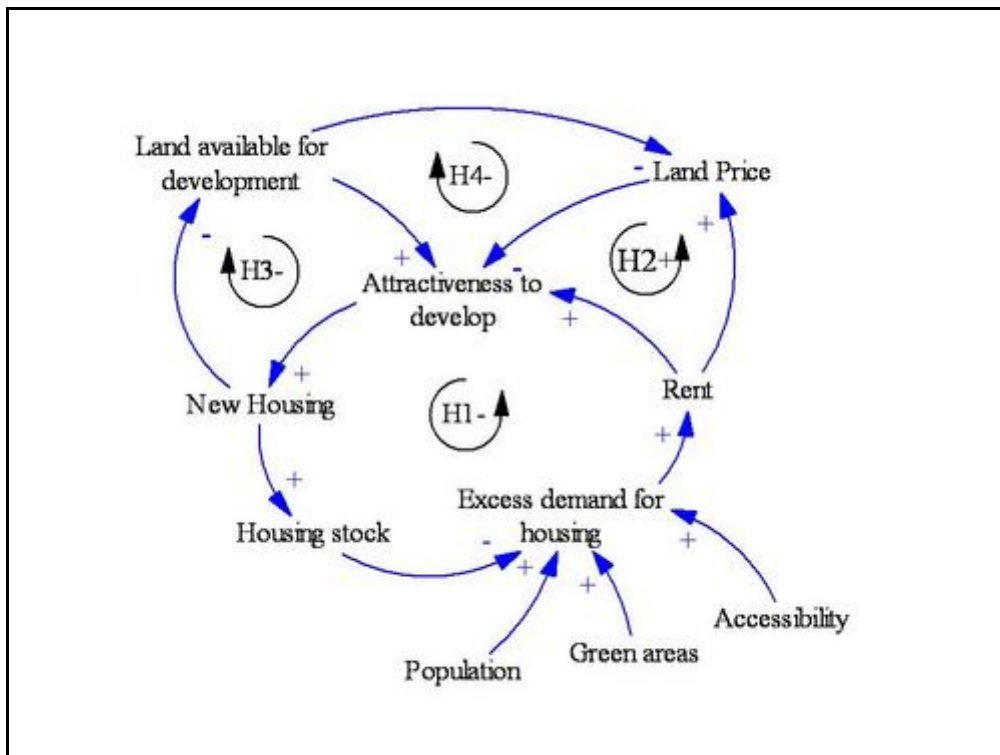 Land available for
development
H4-
-
Land Price
+
-
H3-
+
H2+
Attractiveness to
develop
-
+
+
New Housing
H1-
Rent
+
+
Excess demand for
housing
Housing stock
-
+
+
+
Accessibility
Green areas
Population